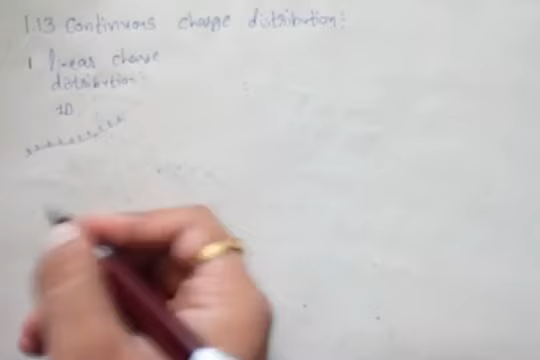 1.13 Continuous charge distribution:
1 linear charge
distribution:
1D